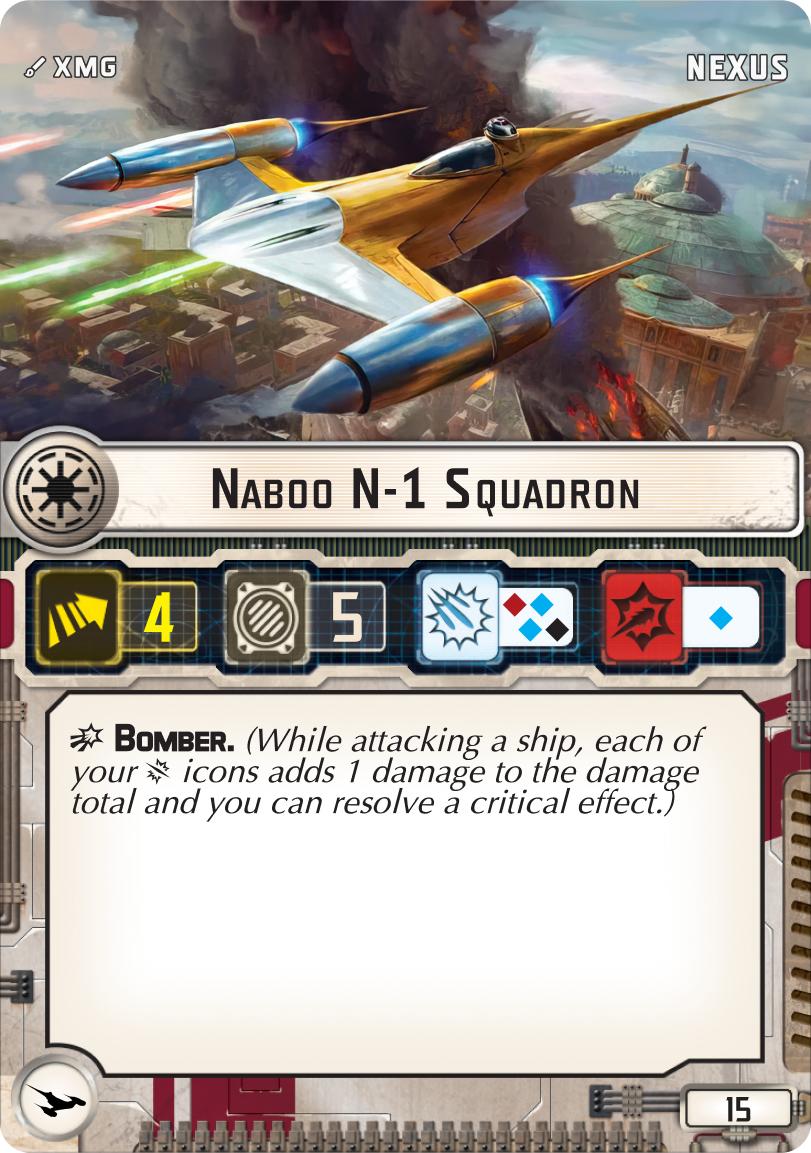 XMG
NEXUS
Naboo N-1 Squadron
4
5
Bomber. (While attacking a ship, each of
your icons adds 1 damage to the damage
total and you can resolve a critical effect.)
15